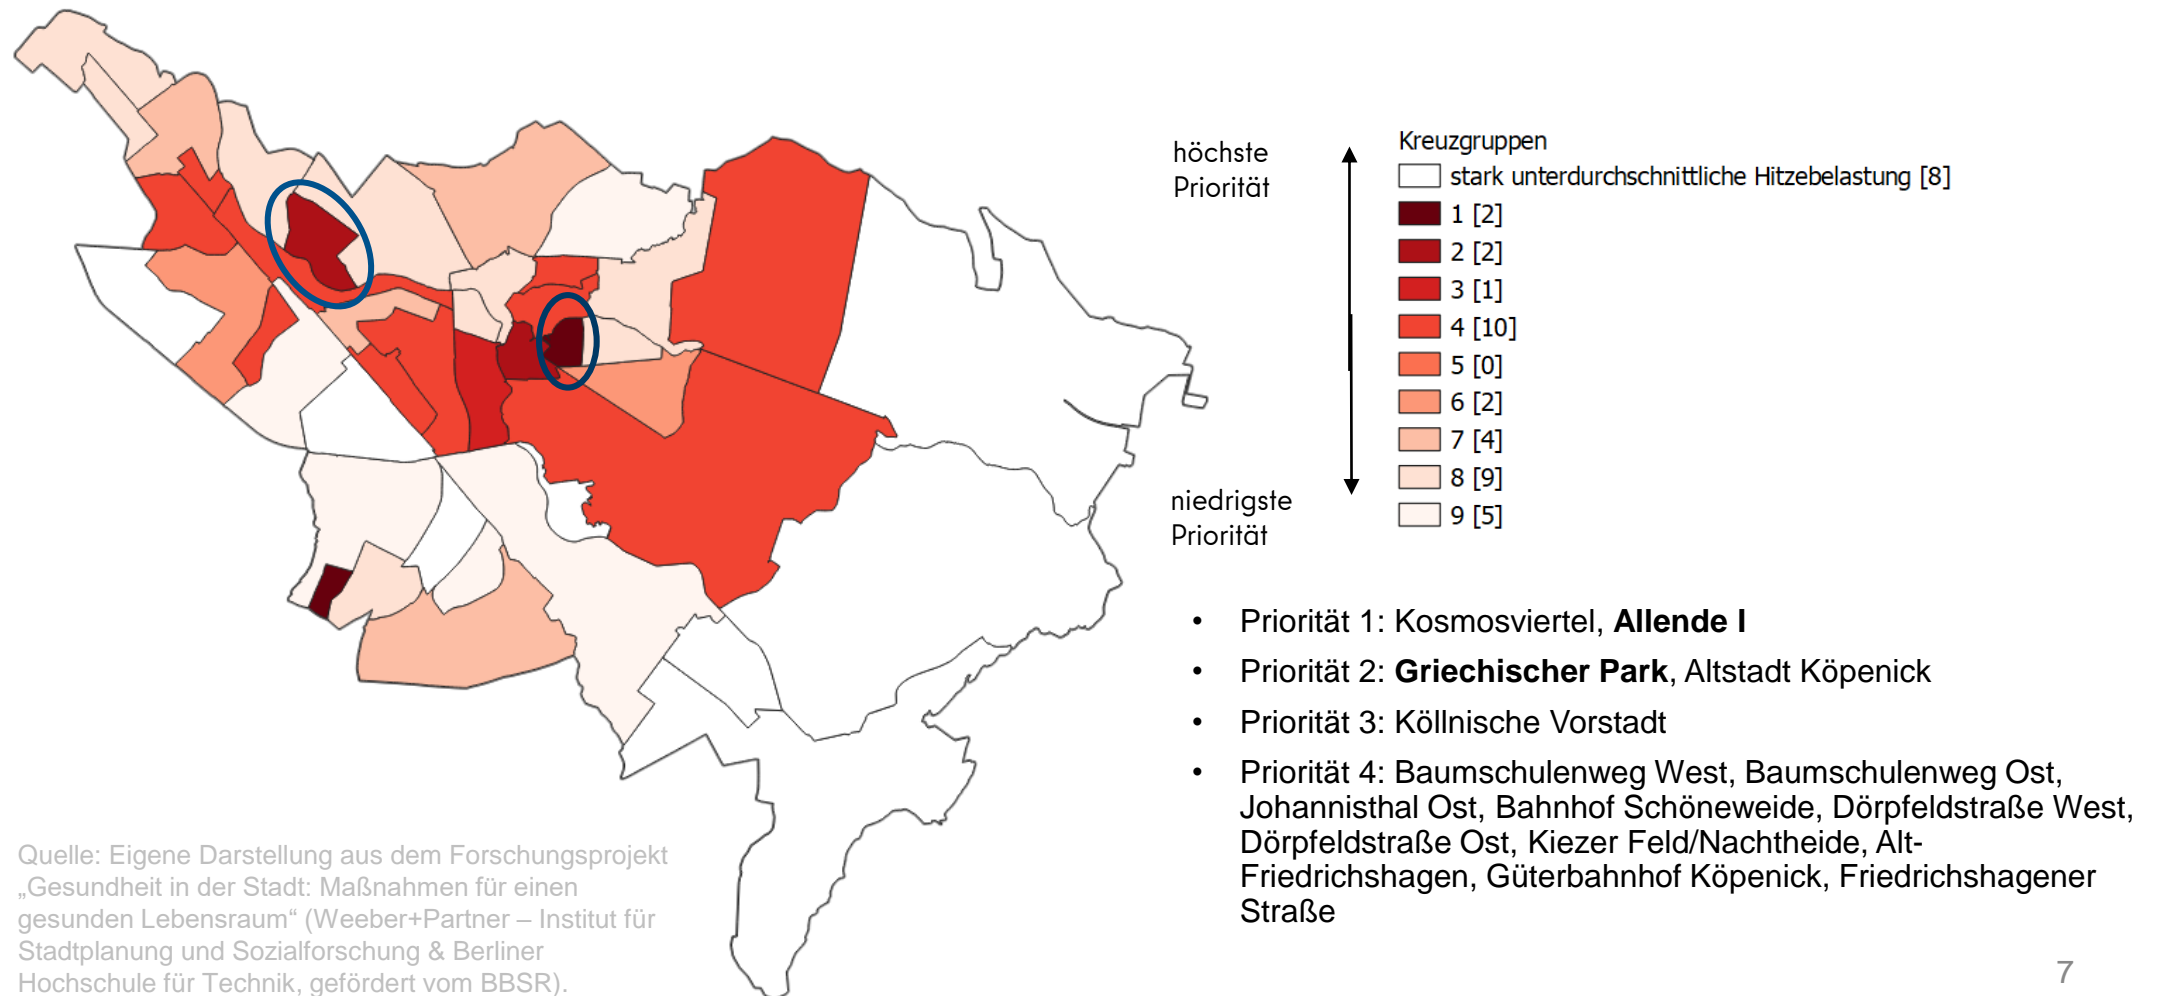 höchste
Priorität
niedrigste
Priorität
Kreuzgruppen
stark unterdurchschnittliche Hitzebelastung [8]
1 [2]
2 [2]
3 [1]
4 [10]
5 [0]
6 [2]
7 [4]
8 [9]
9 [5]
• Priorität 1: Kosmosviertel, Allende I
• Priorität 2: Griechischer Park, Altstadt Köpenick
• Priorität 3: Köllnische Vorstadt
• Priorität 4: Baumschulenweg West, Baumschulenweg Ost,
Johannisthal Ost, Bahnhof Schöneweide, Dörpfeldstraße West,
Dörpfeldstraße Ost, Kiezer Feld/Nachtheide, Alt-
Friedrichshagen, Güterbahnhof Köpenick, Friedrichshagener
Straße
Quelle: Eigene Darstellung aus dem Forschungsprojekt
„Gesundheit in der Stadt: Maßnahmen für einen
gesunden Lebensraum“ (Weeber+Partner – Institut für
Stadtplanung und Sozialforschung & Berliner
Hochschule für Technik, gefördert vom BBSR).
7